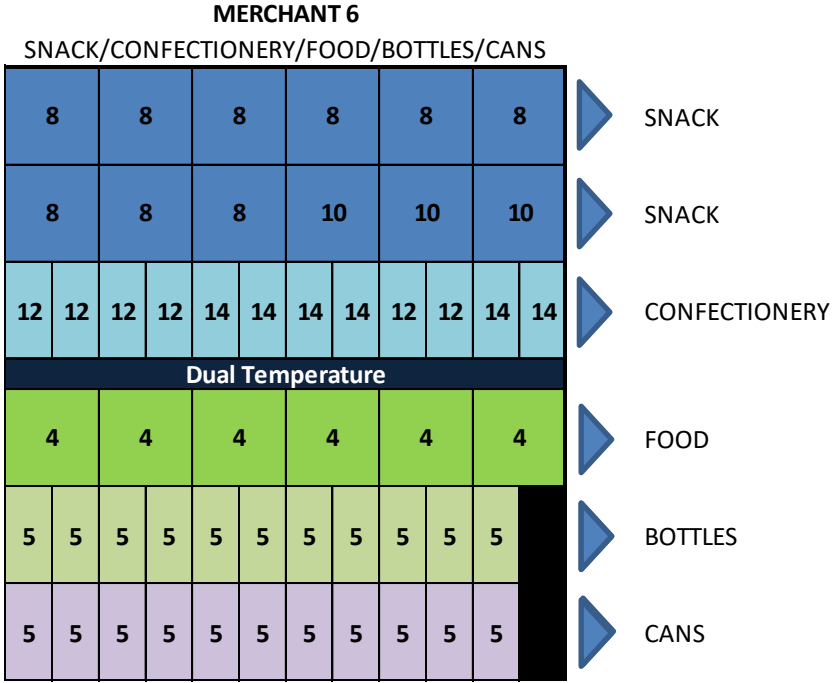 MERCHANT 6
SNACK/CONFECTIONERY/FOOD/BOTTLES/CANS
8 8 8 8 8 8 SNACK
8 8 8 10 10 10 SNACK
12 12 12 12 14 14 14 14 12 12 14 14 CONFECTIONERY
Dual Temperature
4 4 4 4 4 4 FOOD
5 5 5 5 5 5 5 5 5 5 5 BOTTLES
5 5 5 5 5 5 5 5 5 5 5 CANS